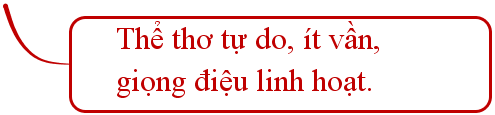 Thể thơ tự do, ít vần,
giọng điệu linh hoạt.